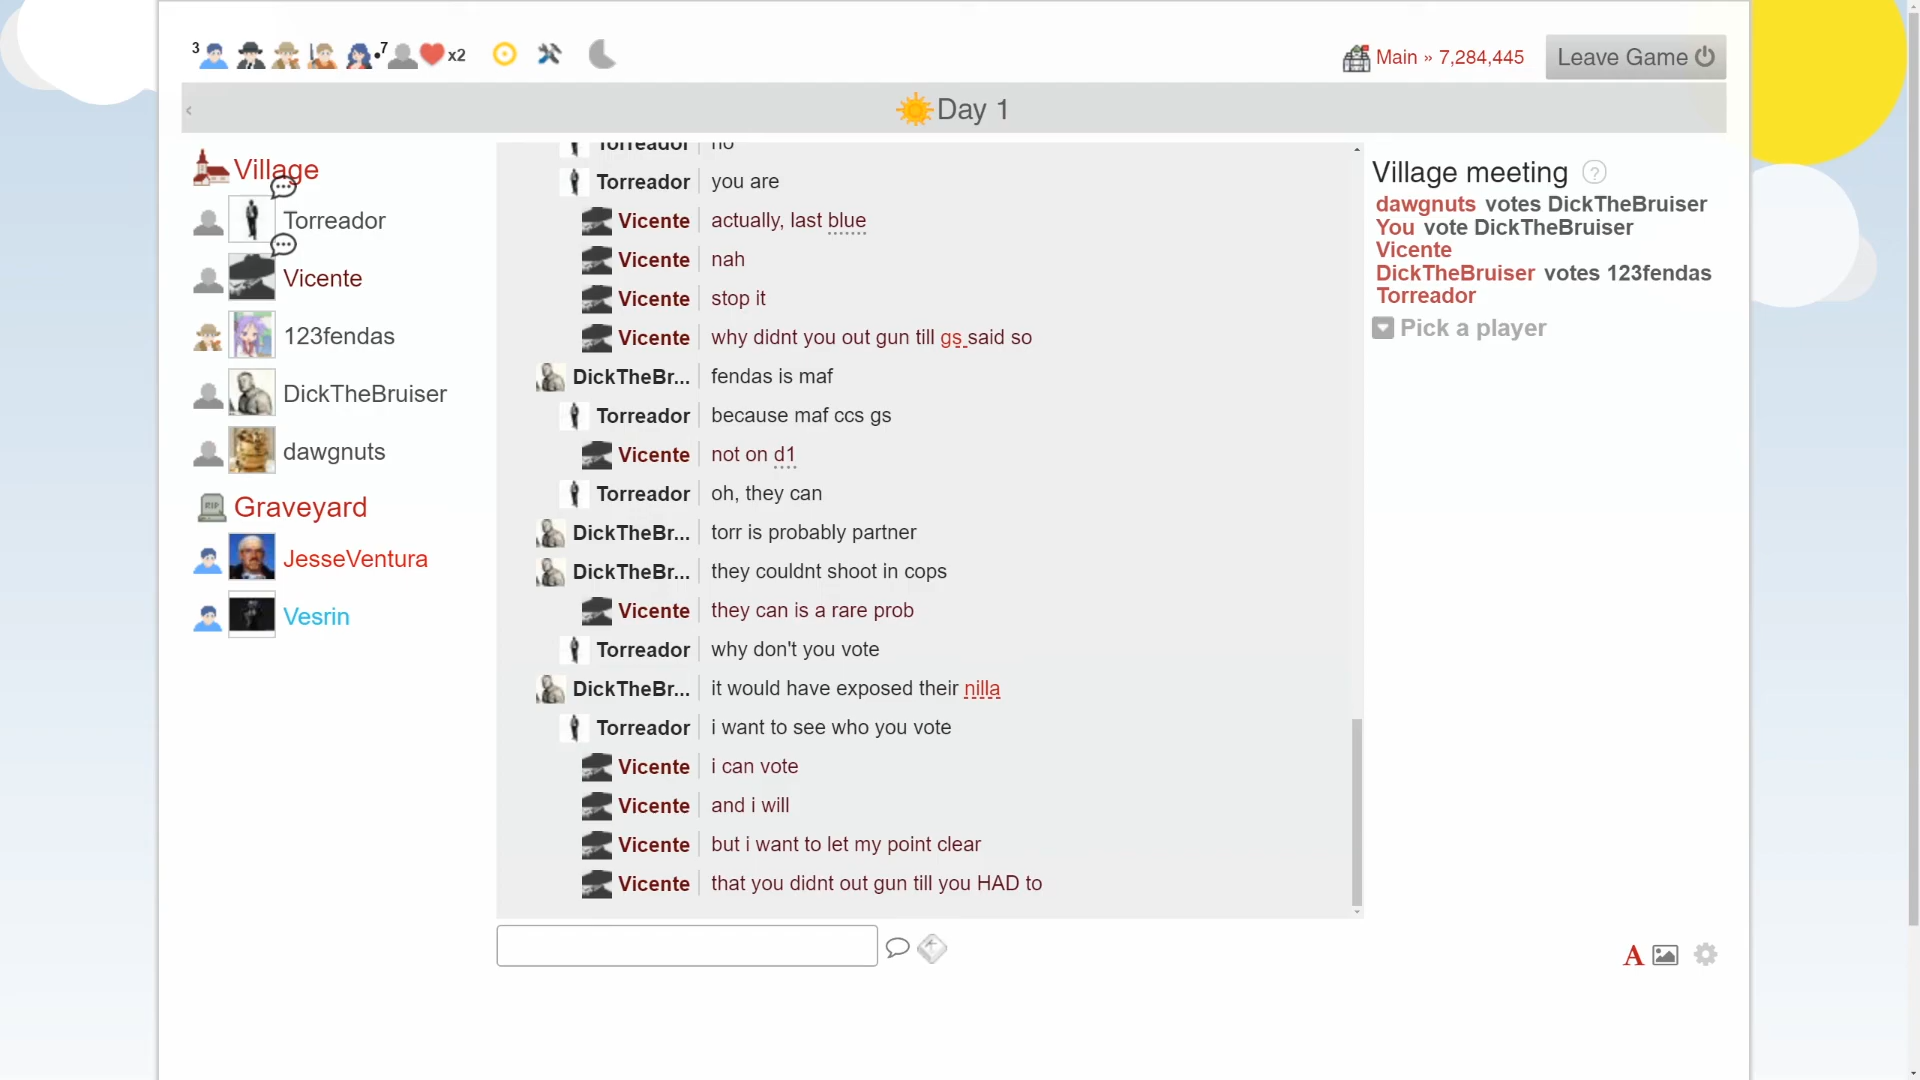 3
7
x2
Main » 7,284,445
Leave Game
‹
Day 1
Village
Torreador
Vicente
123fendas
DickTheBruiser
dawgnuts
RIP
Graveyard
JesseVentura
Vesrin
Torreador no
Torreador you are
Vicente actually, last blue
Vicente nah
Vicente stop it
Vicente why didnt you out gun till gs said so
DickTheBr... fendas is maf
Torreador because maf ccs gs
Vicente not on d1
Torreador oh, they can
DickTheBr... torr is probably partner
DickTheBr... they couldnt shoot in cops
Vicente they can is a rare prob
Torreador why don't you vote
DickTheBr... it would have exposed their nilla
Torreador i want to see who you vote
Vicente i can vote
Vicente and i will
Vicente but i want to let my point clear
Vicente that you didnt out gun till you HAD to
Village meeting ?
dawgnuts votes DickTheBruiser
You vote DickTheBruiser
Vicente
DickTheBruiser votes 123fendas
Torreador
Pick a player
A